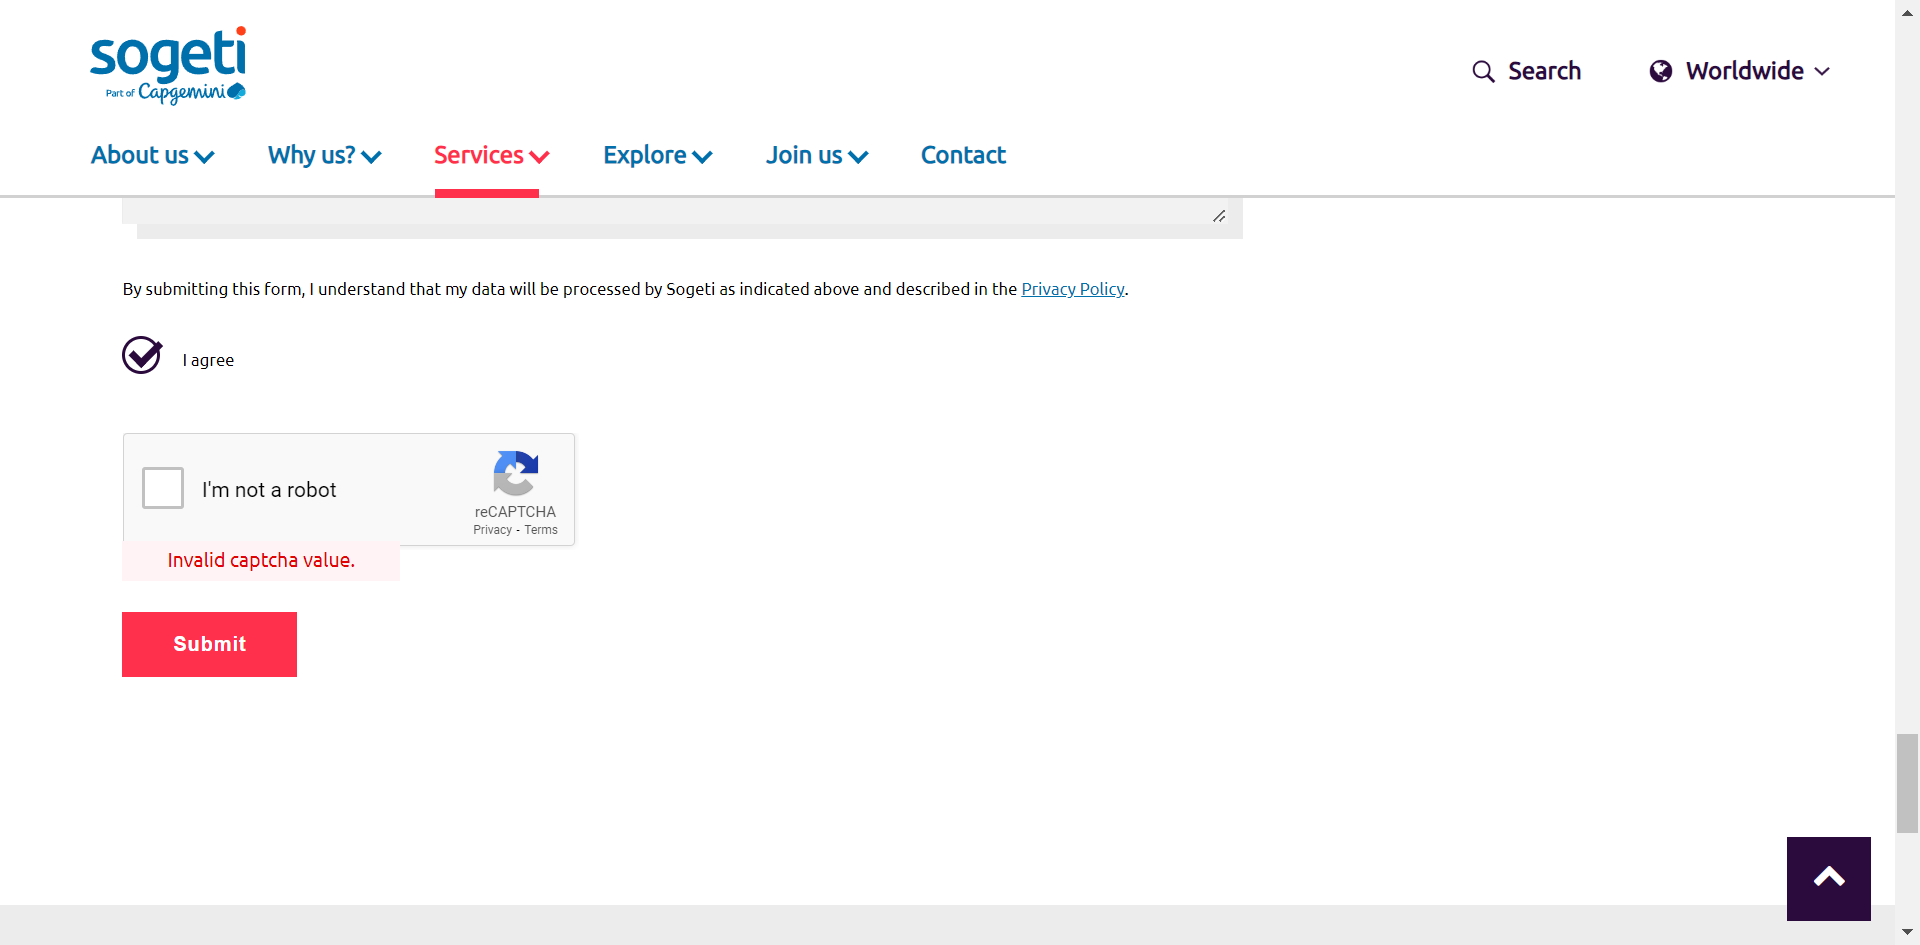 sogeti
Part of Capgemini
Search
Worldwide
About us
Why us?
Services
Explore
Join us
Contact
By submitting this form, I understand that my data will be processed by Sogeti as indicated above and described in the Privacy Policy.
I agree
I'm not a robot
reCAPTCHA
Privacy - Terms
Invalid captcha value.
Submit